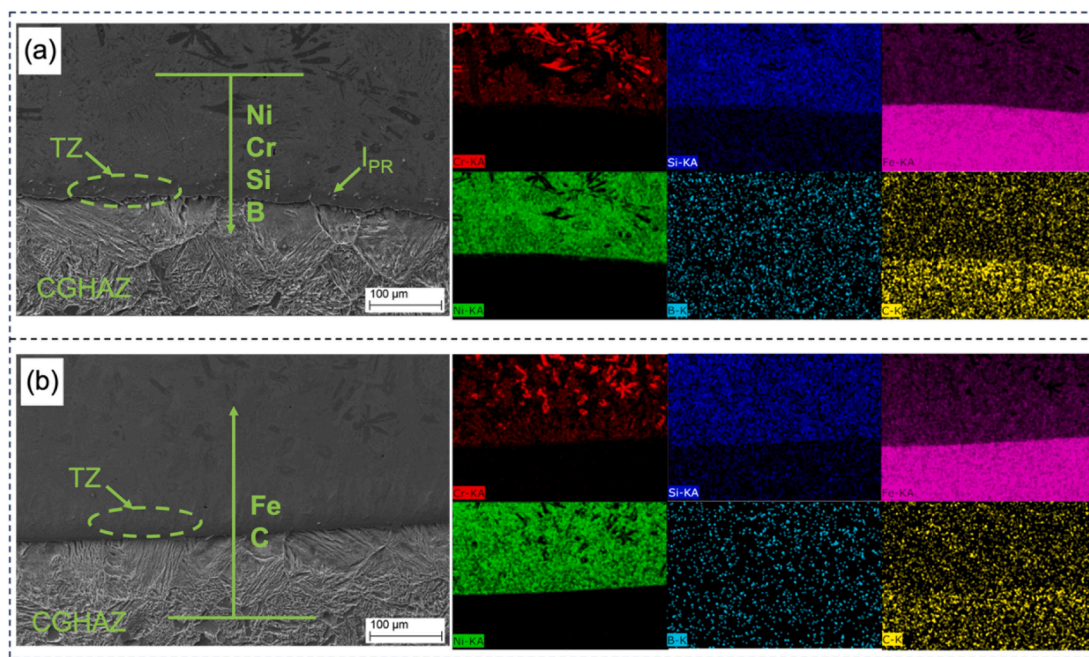 (a)
Ni
Cr
Si
B
TZ
I_PR
CGHAZ
100 µm
Cr-KA
Si-KA
Fe-KA
Ni-KA
B-K
C-K
(b)
Fe
C
TZ
CGHAZ
100 µm
Cr-KA
Si-KA
Fe-KA
Ni-KA
B-K
C-K